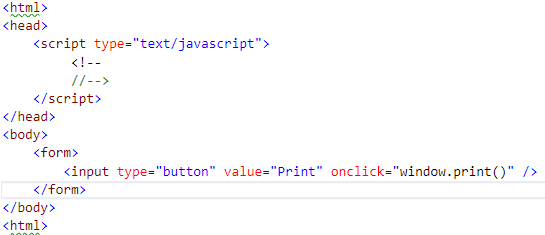 <html>
<head>
<script type="text/javascript">
<!--
//-->
</script>
</head>
<body>
<form>
<input type="button" value="Print" onclick="window.print()" />
</form>
</body>
<html>